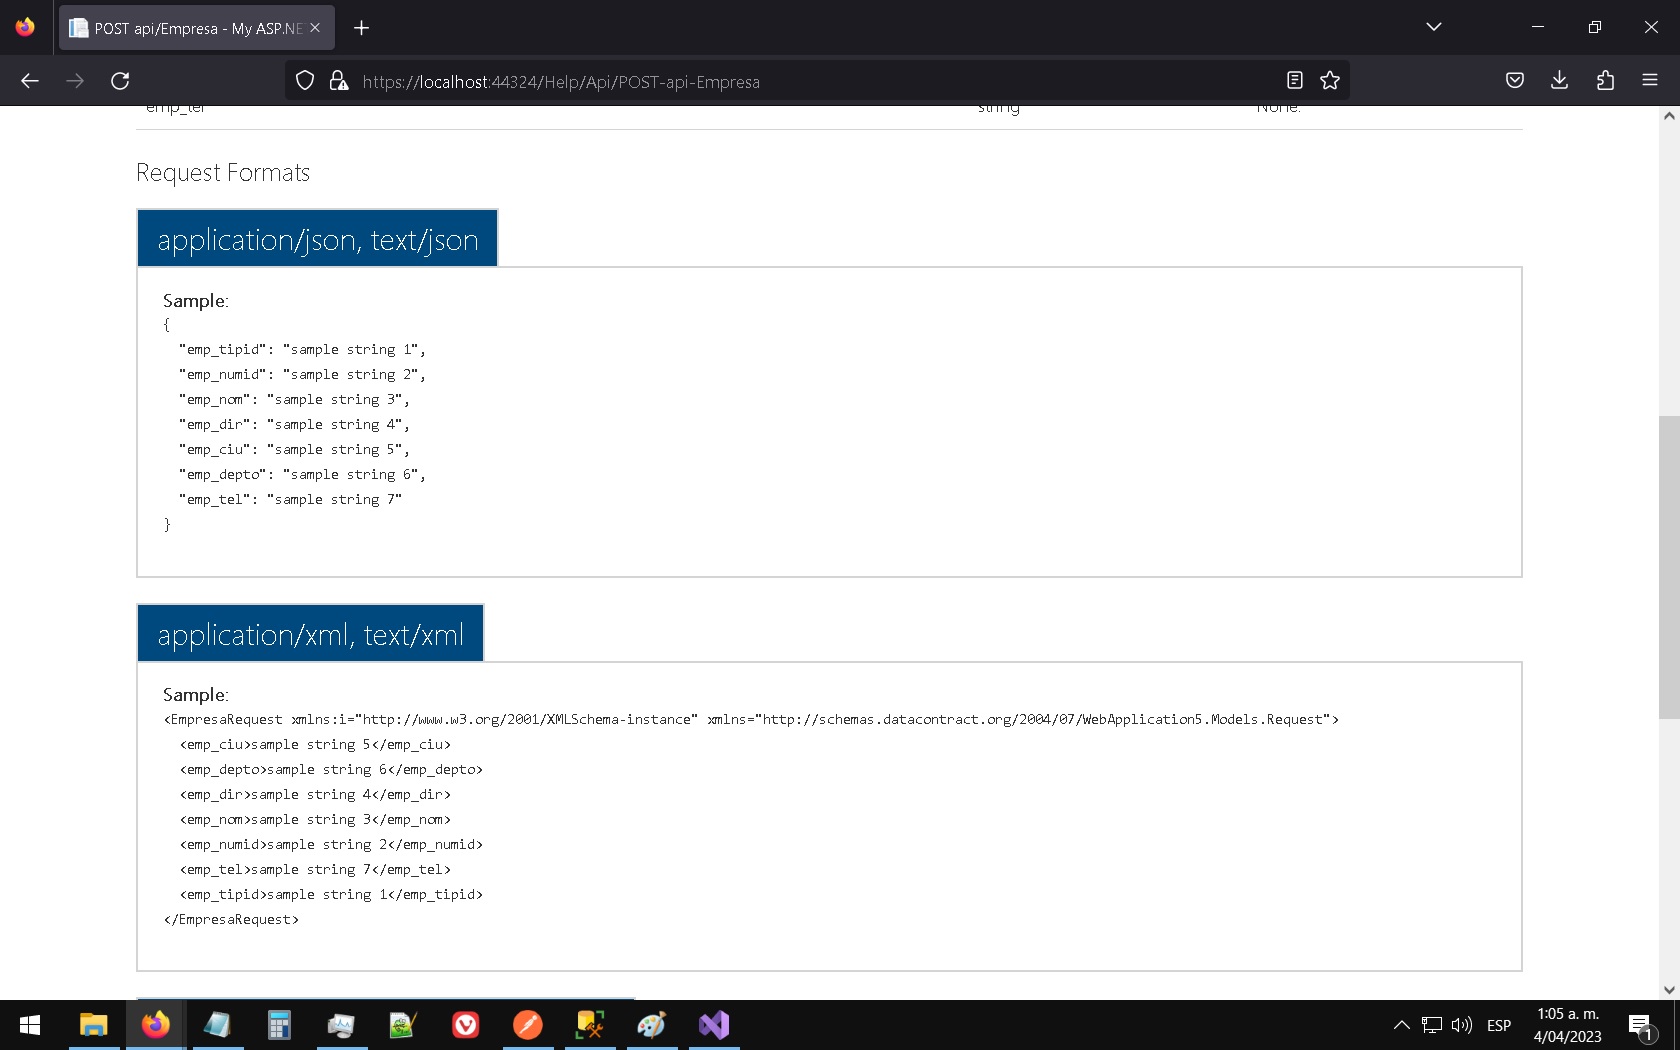 POST api/Empresa - My ASP.NE
https://localhost:44324/Help/Api/POST-api-Empresa
emp_tel string None.
Request Formats
application/json, text/json
Sample:
{
"emp_tipid": "sample string 1",
"emp_numid": "sample string 2",
"emp_nom": "sample string 3",
"emp_dir": "sample string 4",
"emp_ciu": "sample string 5",
"emp_depto": "sample string 6",
"emp_tel": "sample string 7"
}
application/xml, text/xml
Sample:
<EmpresaRequest xmlns:i="http://www.w3.org/2001/XMLSchema-instance" xmlns="http://schemas.datacontract.org/2004/07/WebApplication5.Models.Request">
<emp_ciu>sample string 5</emp_ciu>
<emp_depto>sample string 6</emp_depto>
<emp_dir>sample string 4</emp_dir>
<emp_nom>sample string 3</emp_nom>
<emp_numid>sample string 2</emp_numid>
<emp_tel>sample string 7</emp_tel>
<emp_tipid>sample string 1</emp_tipid>
</EmpresaRequest>
ESP
1:05 a. m.
4/04/2023
1